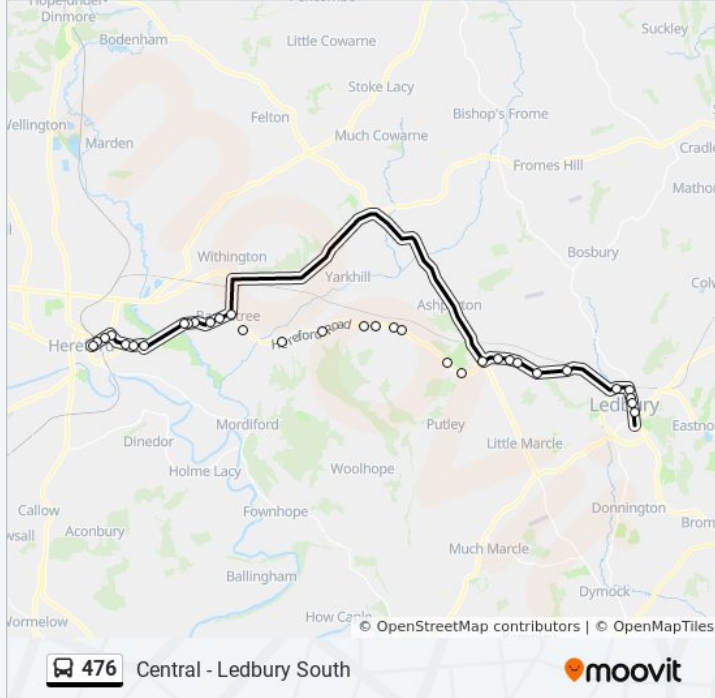 Hope-under-
Dinmore
Bodenham
Little Cowarne
Suckley
Stoke Lacy
Felton
Bishop's Frome
Wellington
Much Cowarne
Marden
Fromes Hill
Cradle
Mathon
Withington
Bosbury
Yarkhill
Colw
Ashperton
Bartestree
Hereford
Hereford Road
Ledbury
Mordiford
Putley
Eastno
Dinedor
Little Marcle
Holme Lacy
Woolhope
Callow
Fownhope
Donnington
Aconbury
Brom
Much Marcle
Ballingham
Dymock
How Caple
Wormelow
© OpenStreetMap contributors | © OpenMapTiles
476
Central - Ledbury South
moovit